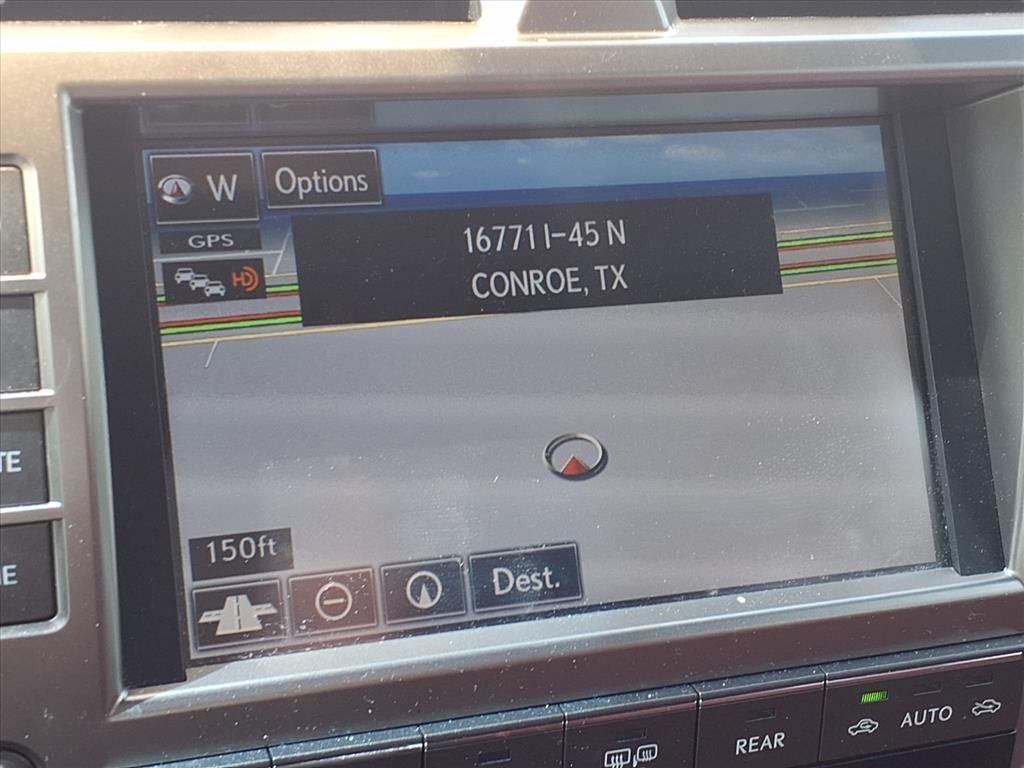 W
Options
GPS
HD
16771 I-45 N
CONROE, TX
TE
E
150ft
Dest.
REAR
AUTO